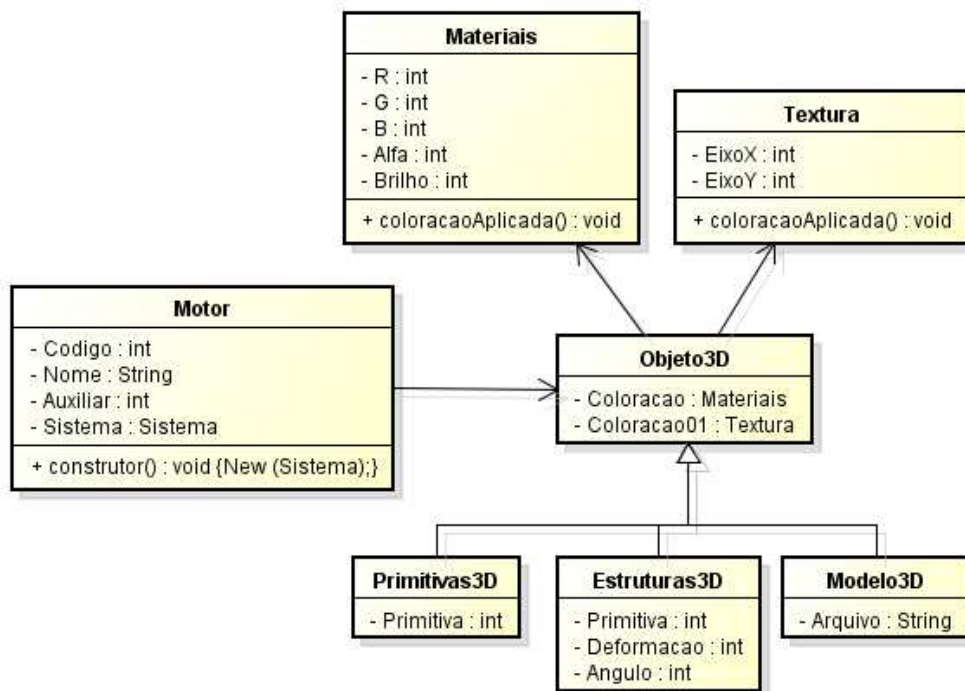 Materiais
- R : int
- G : int
- B : int
- Alfa : int
- Brilho : int
+ coloracaoAplicada() : void
Textura
- EixoX : int
- EixoY : int
+ coloracaoAplicada() : void
Motor
- Codigo : int
- Nome : String
- Auxiliar : int
- Sistema : Sistema
+ construtor() : void {New (Sistema);}
Objeto3D
- Coloracao : Materiais
- Coloracao01 : Textura
Primitivas3D
- Primitiva : int
Estruturas3D
- Primitiva : int
- Deformacao : int
- Angulo : int
Modelo3D
- Arquivo : String